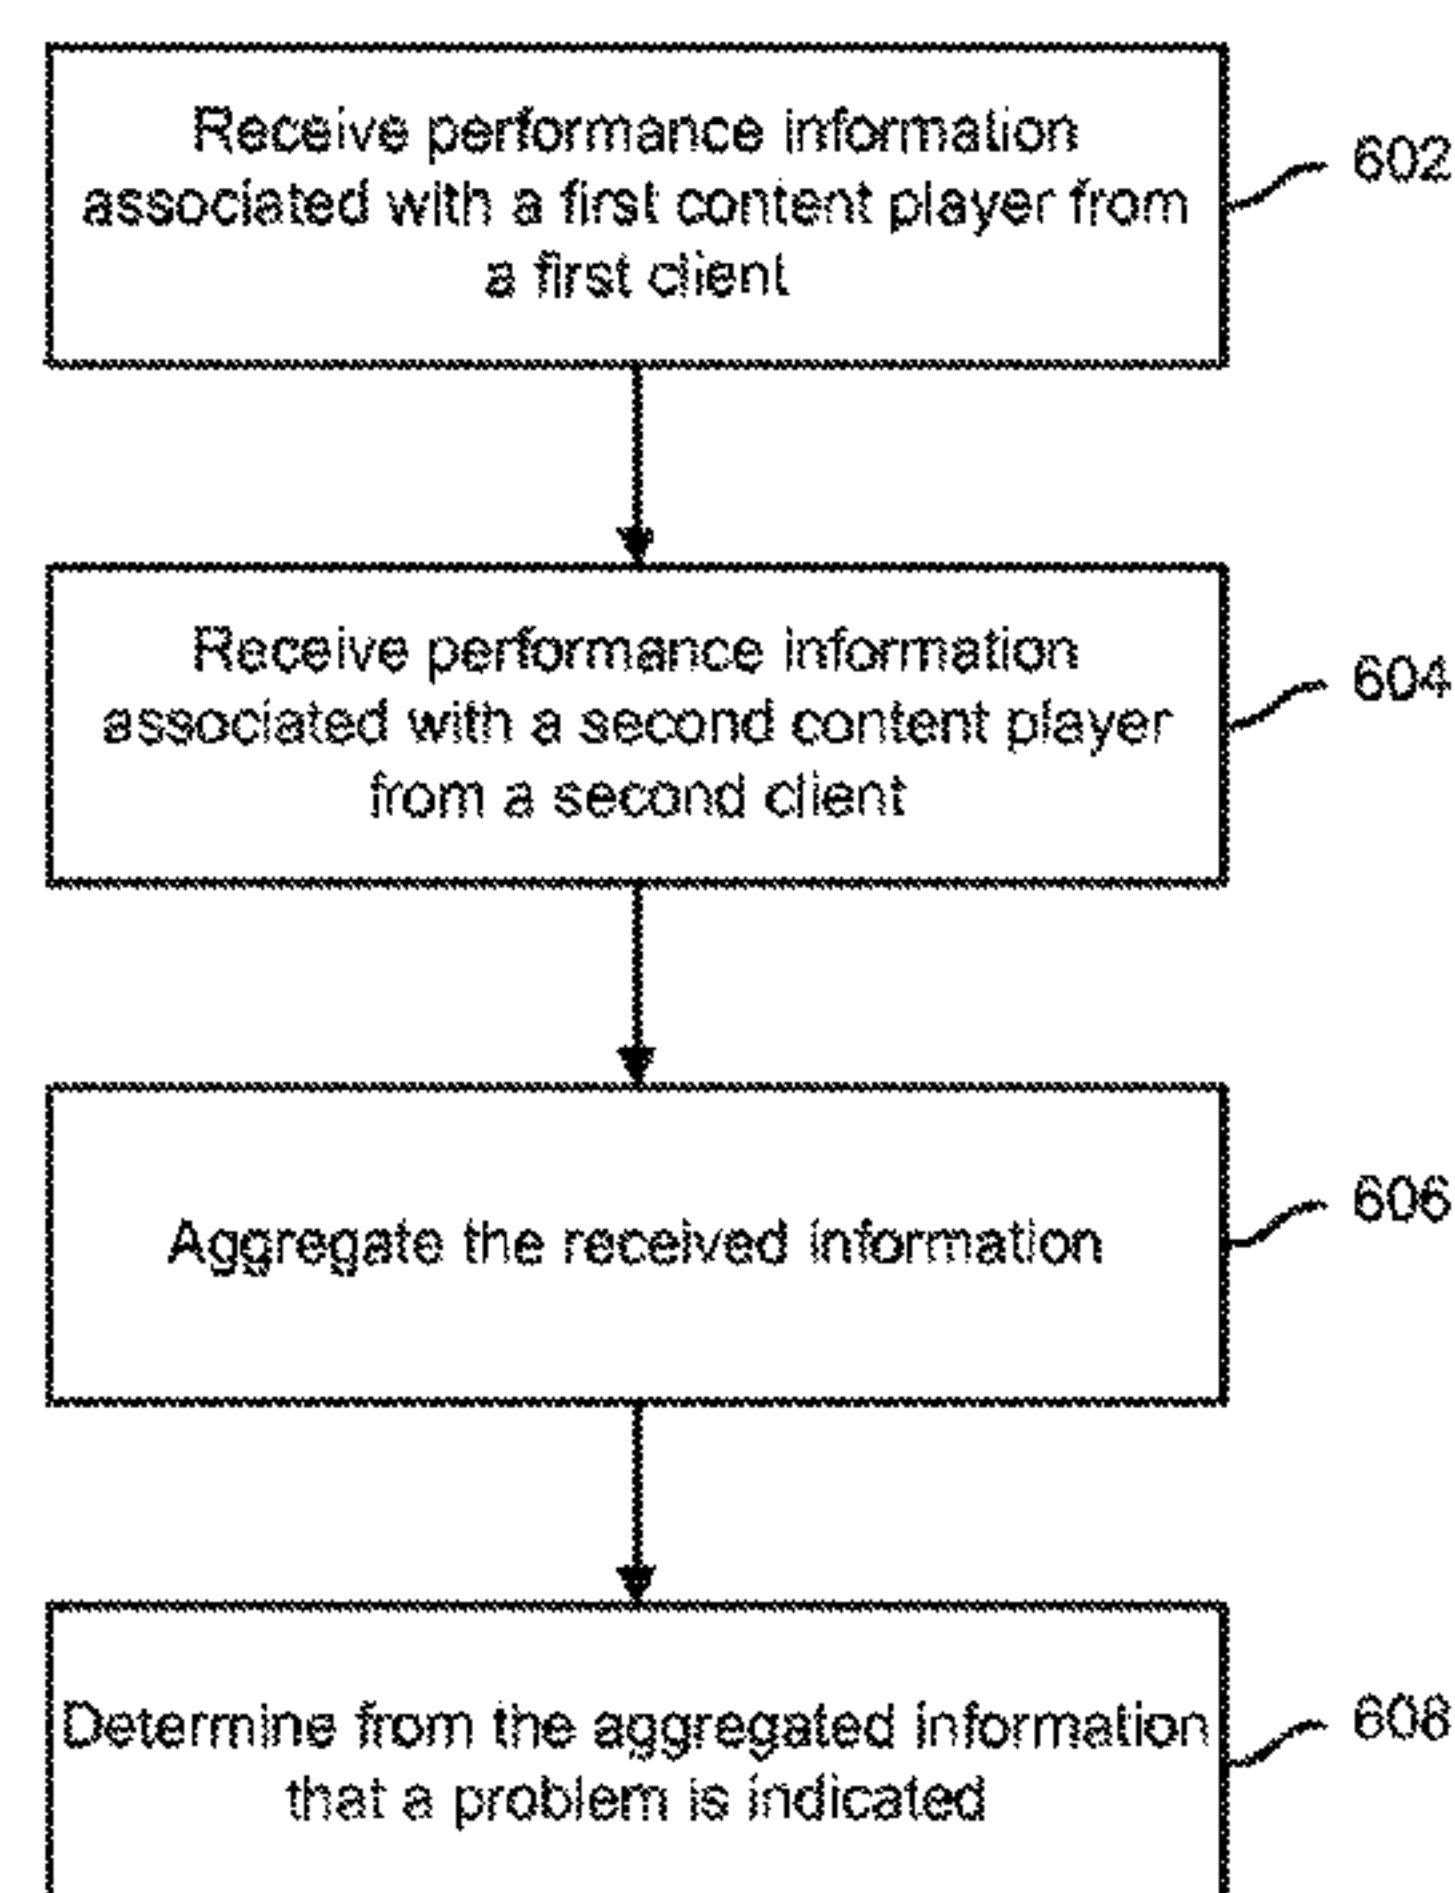 Receive performance information
associated with a first content player from
a first client
602
Receive performance information
associated with a second content player
from a second client
604
Aggregate the received information
606
Determine from the aggregated information
that a problem is indicated
608